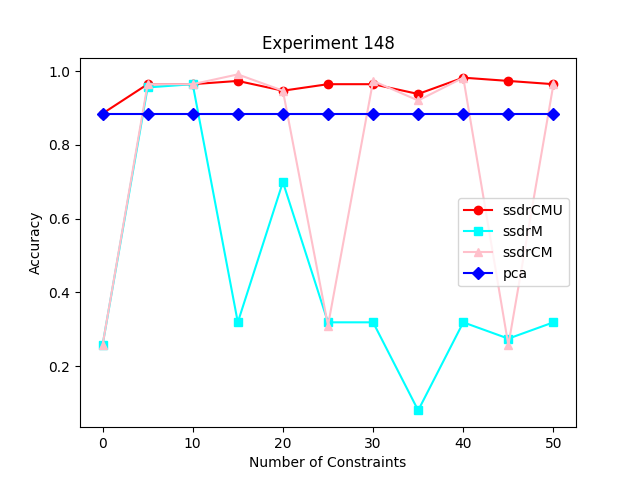 Experiment 148
Accuracy
1.0
0.8
0.6
0.4
0.2
ssdrCMU
ssdrM
ssdrCM
pca
0 10 20 30 40 50
Number of Constraints